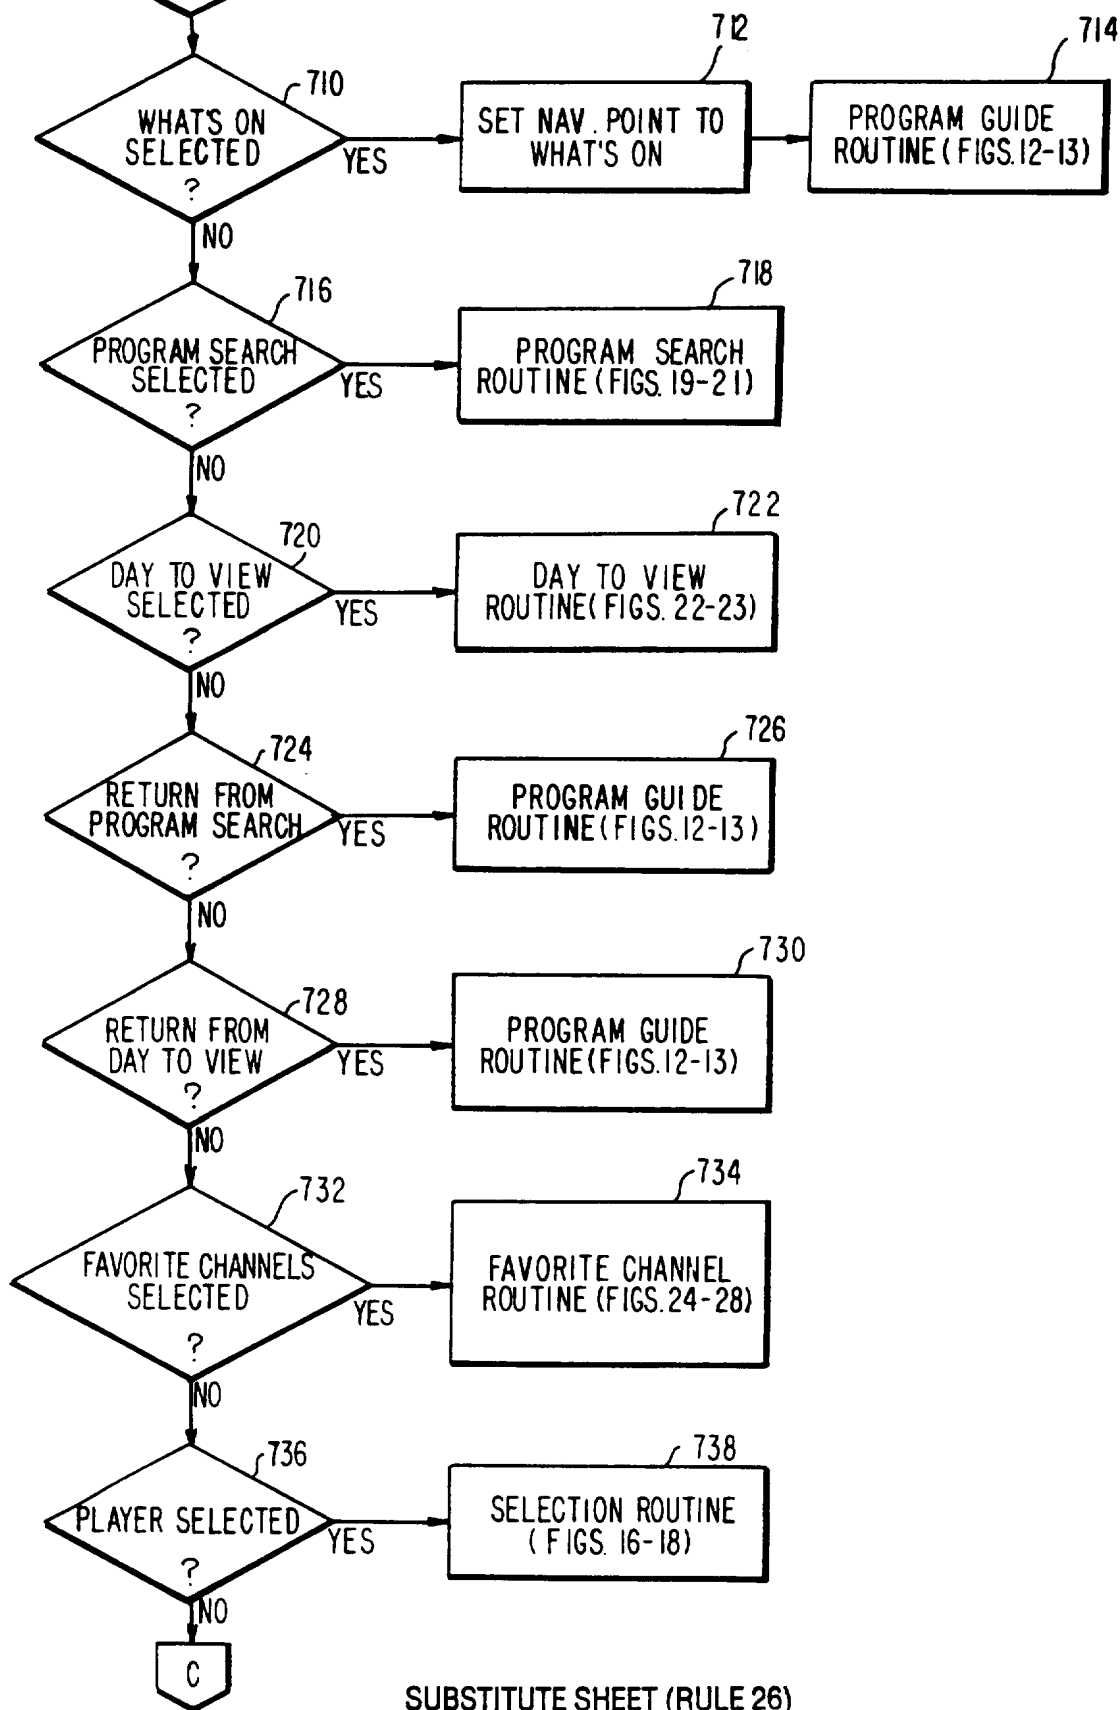 712
714
710
WHAT'S ON
SELECTED
?
YES
SET NAV. POINT TO
WHAT'S ON
PROGRAM GUIDE
ROUTINE (FIGS.12-13)
NO
716
718
PROGRAM SEARCH
SELECTED
?
YES
PROGRAM SEARCH
ROUTINE (FIGS. 19-21)
NO
720
722
DAY TO VIEW
SELECTED
?
YES
DAY TO VIEW
ROUTINE (FIGS. 22-23)
NO
724
726
RETURN FROM
PROGRAM SEARCH
?
YES
PROGRAM GUIDE
ROUTINE (FIGS.12-13)
NO
728
730
RETURN FROM
DAY TO VIEW
?
YES
PROGRAM GUIDE
ROUTINE (FIGS.12-13)
NO
732
734
FAVORITE CHANNELS
SELECTED
?
YES
FAVORITE CHANNEL
ROUTINE (FIGS.24-28)
NO
736
738
PLAYER SELECTED
?
YES
SELECTION ROUTINE
(FIGS. 16-18)
NO
C
SUBSTITUTE SHEET (RULE 26)